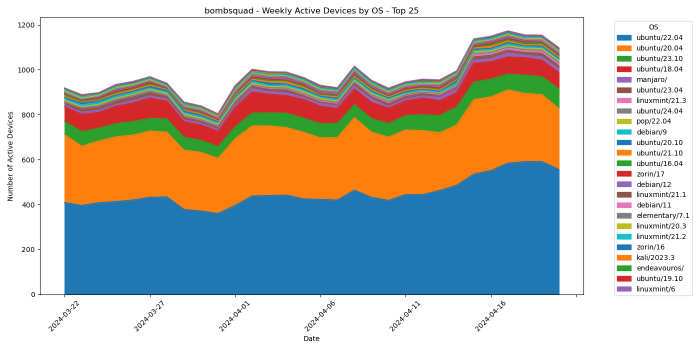 bombsquad - Weekly Active Devices by OS - Top 25
Number of Active Devices
1200
1000
800
600
400
200
0
2024-03-22
2024-03-27
2024-04-01
2024-04-06
2024-04-11
2024-04-16
Date
OS
ubuntu/22.04
ubuntu/20.04
ubuntu/23.10
ubuntu/18.04
manjaro/
ubuntu/23.04
linuxmint/21.3
ubuntu/24.04
pop/22.04
debian/9
ubuntu/20.10
ubuntu/21.10
ubuntu/16.04
zorin/17
debian/12
linuxmint/21.1
debian/11
elementary/7.1
linuxmint/20.3
linuxmint/21.2
zorin/16
kali/2023.3
endeavouros/
ubuntu/19.10
linuxmint/6